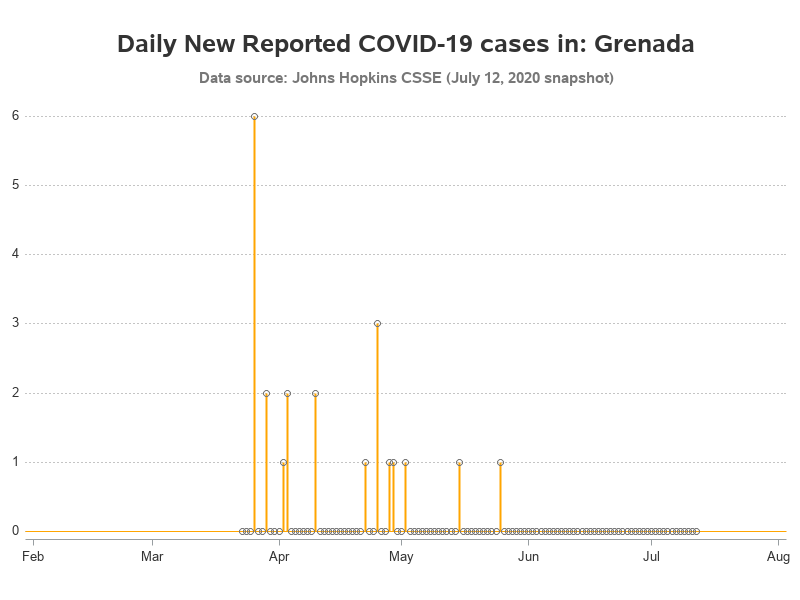 Daily New Reported COVID-19 cases in: Grenada
Data source: Johns Hopkins CSSE (July 12, 2020 snapshot)
6
5
4
3
2
1
0
Feb Mar Apr May Jun Jul Aug